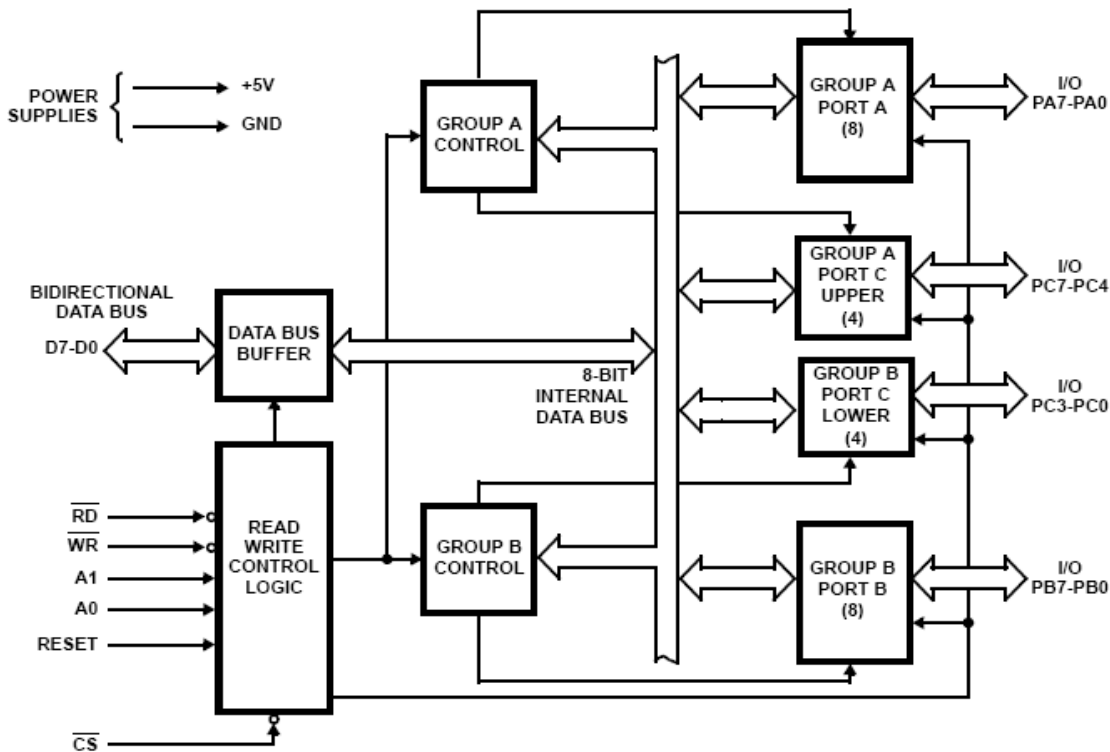 POWER
SUPPLIES
+5V
GND
GROUP A
CONTROL
GROUP A
PORT A
(8)
I/O
PA7-PA0
GROUP A
PORT C
UPPER
(4)
I/O
PC7-PC4
BIDIRECTIONAL
DATA BUS
D7-D0
DATA BUS
BUFFER
8-BIT
INTERNAL
DATA BUS
GROUP B
PORT C
LOWER
(4)
I/O
PC3-PC0
RD
WR
A1
A0
RESET
CS
READ
WRITE
CONTROL
LOGIC
GROUP B
CONTROL
GROUP B
PORT B
(8)
I/O
PB7-PB0